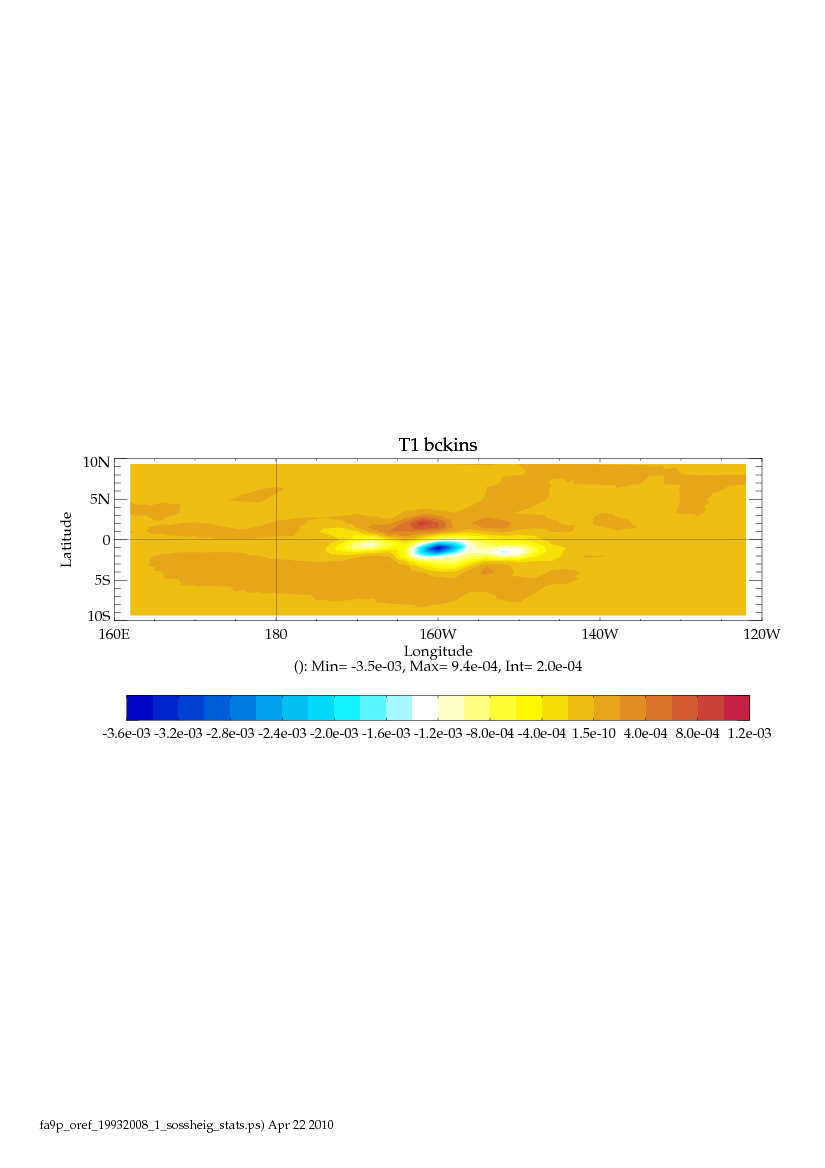 T1 bckins
10N
5N
0
5S
10S
Latitude
160E 180 160W 140W 120W
Longitude
(): Min= -3.5e-03, Max= 9.4e-04, Int= 2.0e-04
-3.6e-03 -3.2e-03 -2.8e-03 -2.4e-03 -2.0e-03 -1.6e-03 -1.2e-03 -8.0e-04 -4.0e-04 1.5e-10 4.0e-04 8.0e-04 1.2e-03
fa9p_oref_19932008_1_sossheig_stats.ps) Apr 22 2010